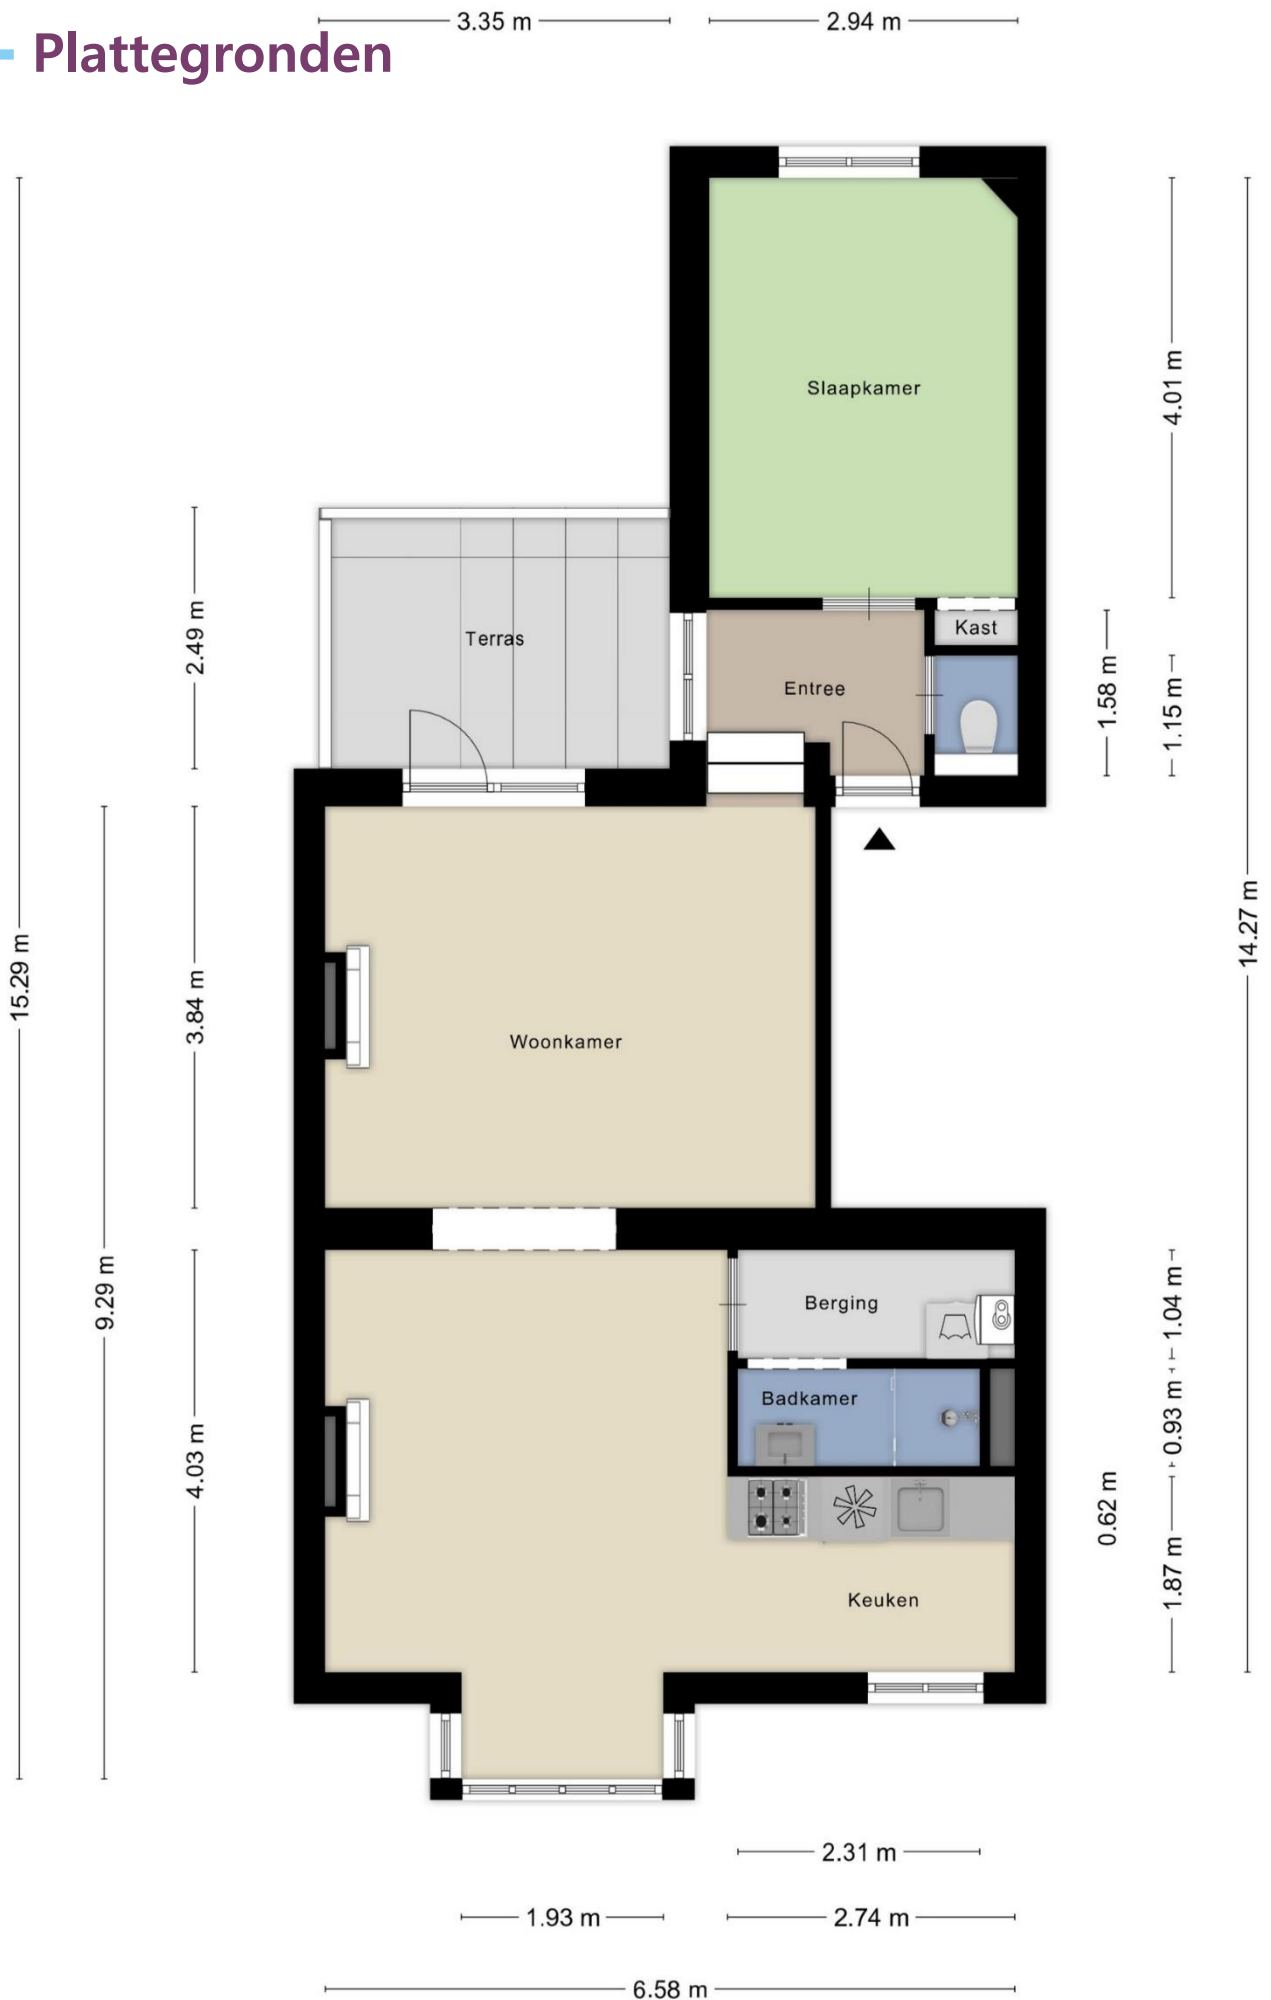 3.35 m
2.94 m
Plattegronden
Slaapkamer
4.01 m
2.49 m
Terras
Kast
Entree
1.58 m
1.15 m
15.29 m
14.27 m
3.84 m
Woonkamer
9.29 m
Berging
1.04 m
Badkamer
0.93 m
4.03 m
0.62 m
Keuken
1.87 m
2.31 m
1.93 m
2.74 m
6.58 m